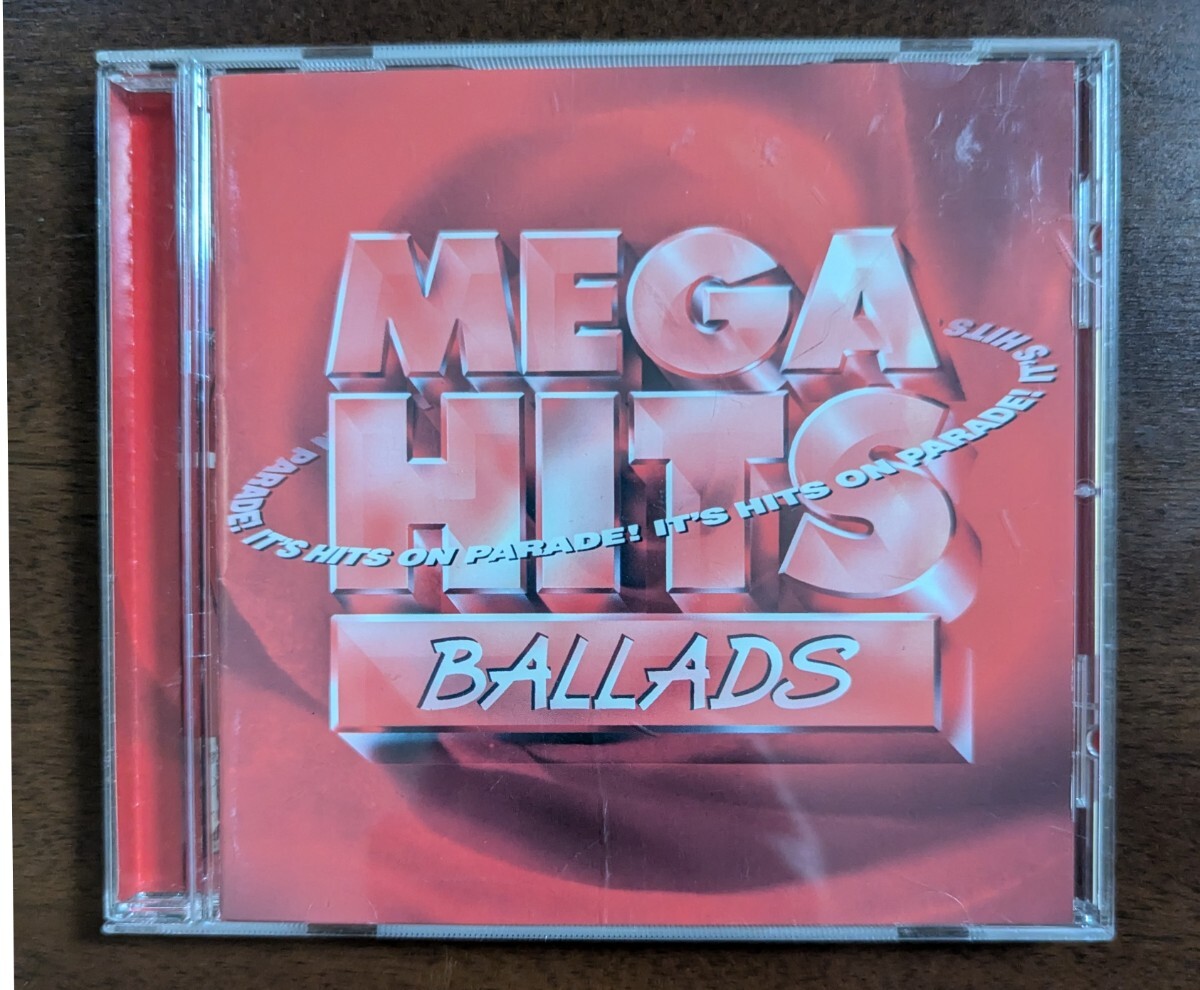 MEGA
HITS
PARADE! IT'S HITS ON PARADE! IT'S HITS ON PARADE! IT'S HITS
BALLADS